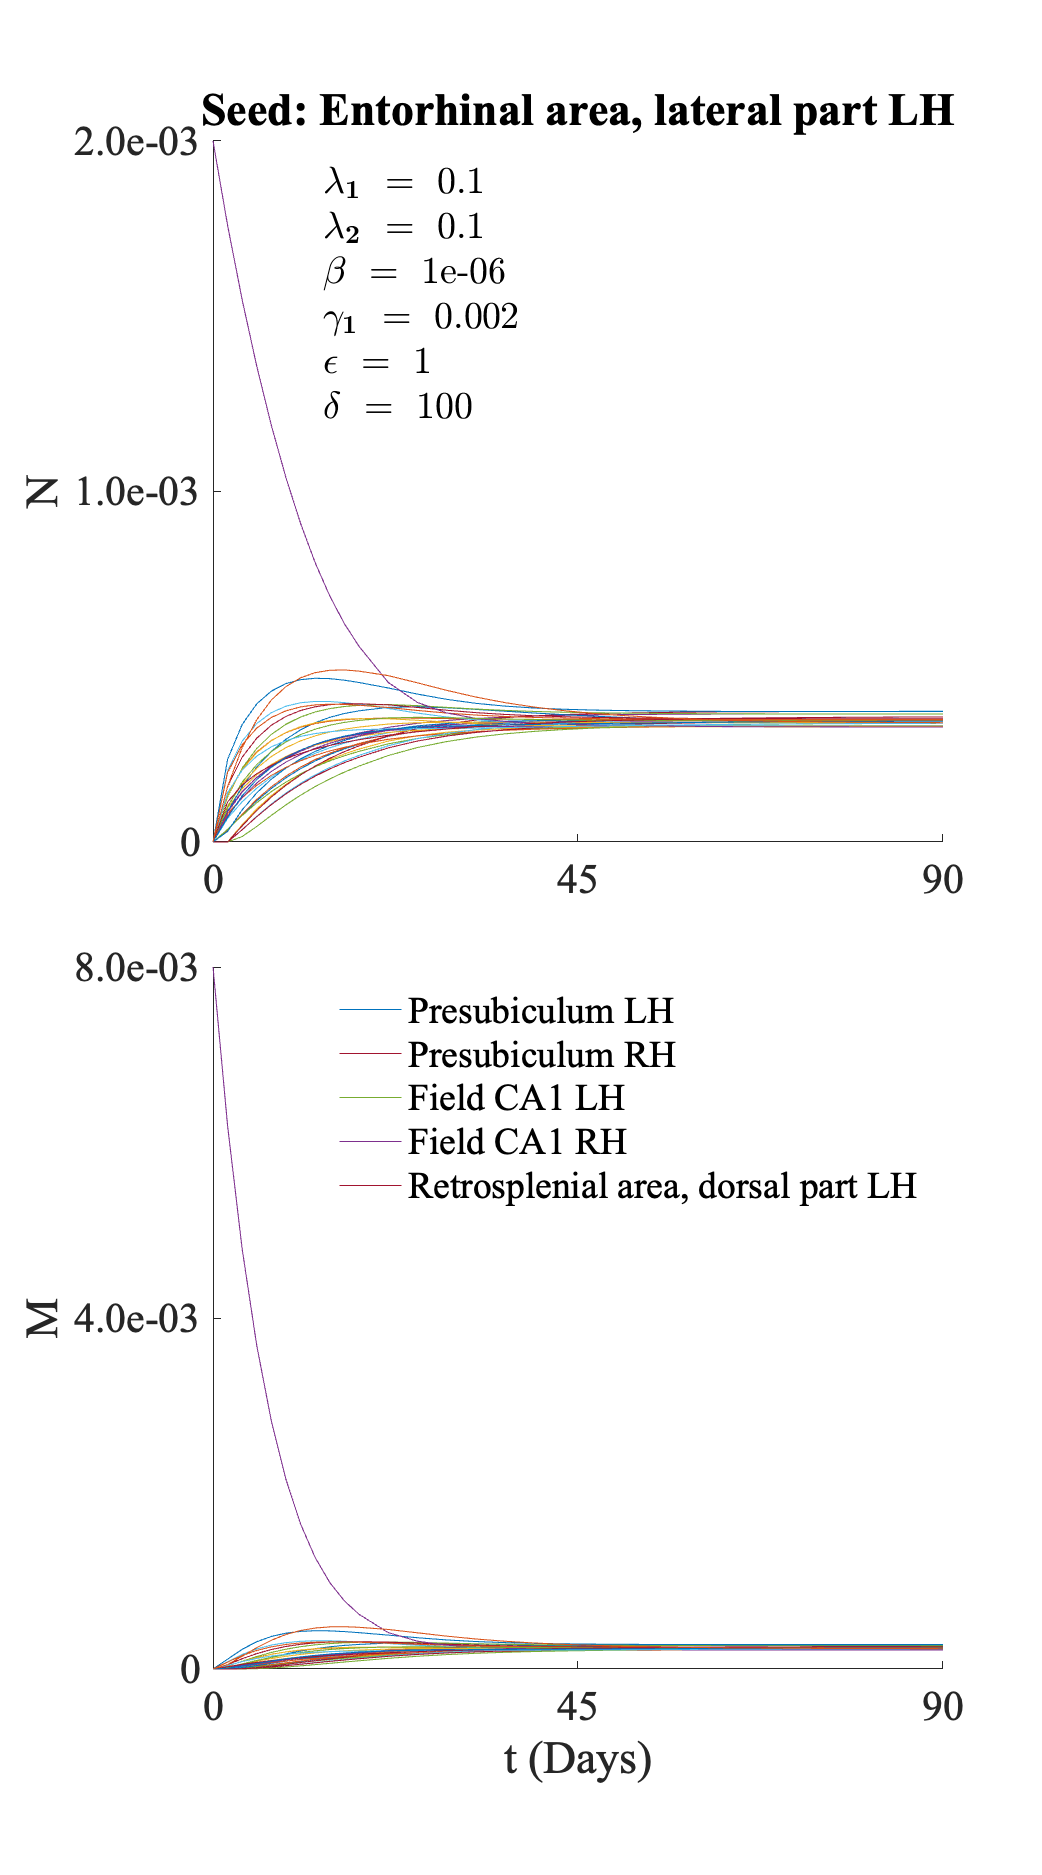 Seed: Entorhinal area, lateral part LH
2.0e-03
λ1 = 0.1
λ2 = 0.1
β = 1e-06
γ1 = 0.002
ϵ = 1
δ = 100
N
1.0e-03
0
0 45 90
8.0e-03
Presubiculum LH
Presubiculum RH
Field CA1 LH
Field CA1 RH
Retrosplenial area, dorsal part LH
M
4.0e-03
0
0 45 90
t (Days)